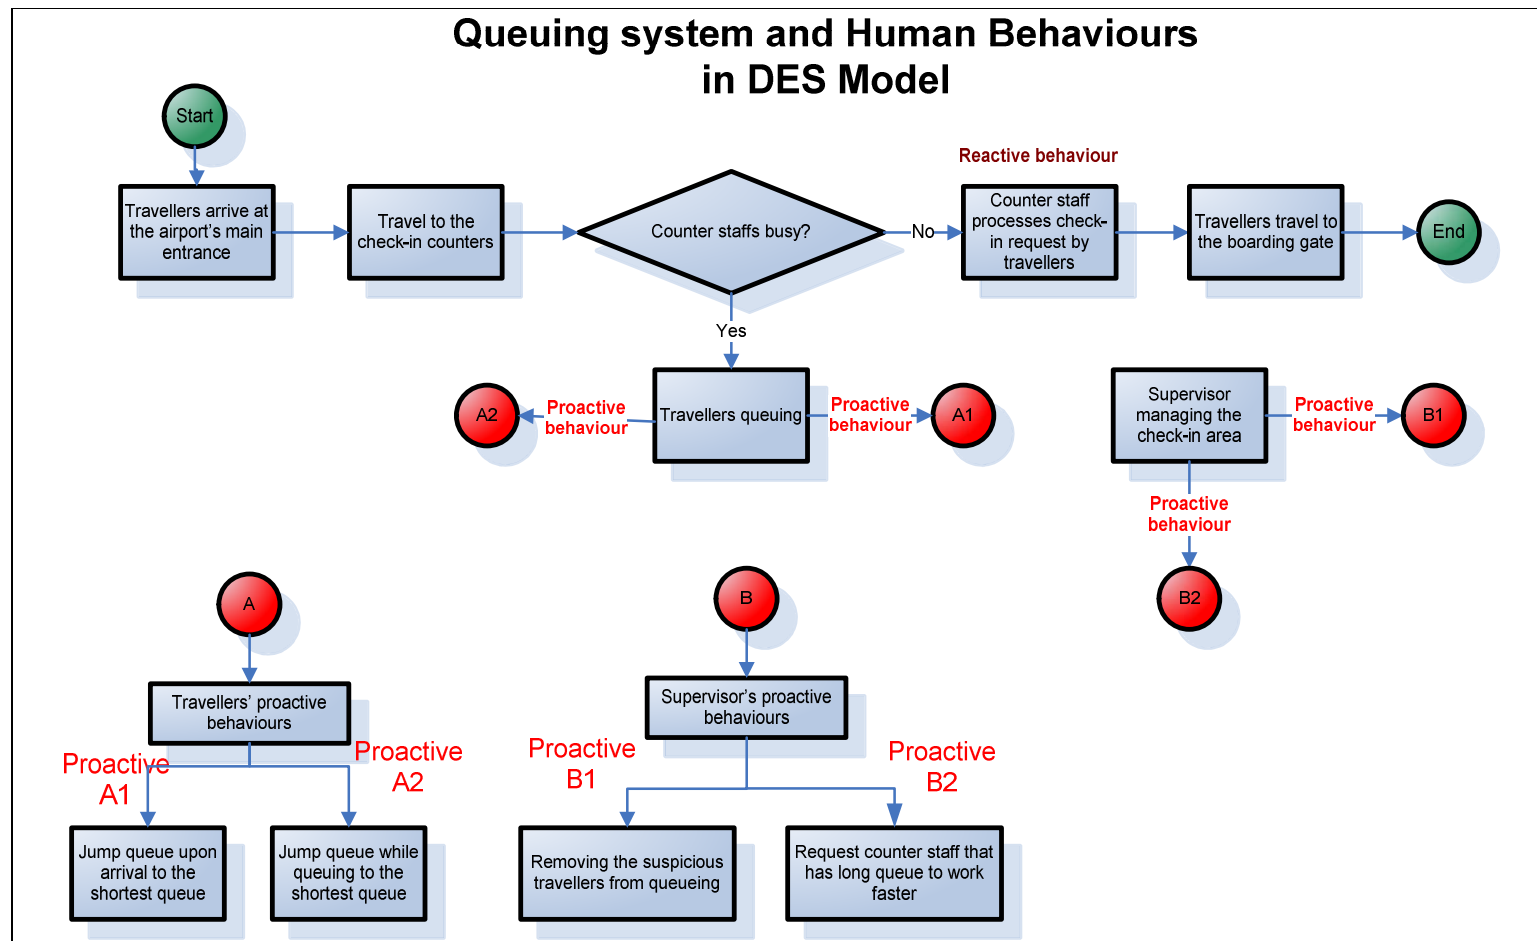 Queuing system and Human Behaviours
in DES Model
Start
Reactive behaviour
Travellers arrive at
the airport's main
entrance
Travel to the
check-in counters
Counter staffs busy?
No
Counter staff
processes check-
in request by
travellers
Travellers travel to
the boarding gate
End
Yes
A2
Proactive
behaviour
Travellers queuing
Proactive
behaviour
A1
Supervisor
managing the
check-in area
Proactive
behaviour
B1
Proactive
behaviour
B2
A
Travellers' proactive
behaviours
Proactive
A1
Proactive
A2
Jump queue upon
arrival to the
shortest queue
Jump queue while
queuing to the
shortest queue
B
Supervisor's proactive
behaviours
Proactive
B1
Proactive
B2
Removing the suspicious
travellers from queueing
Request counter staff that
has long queue to work
faster